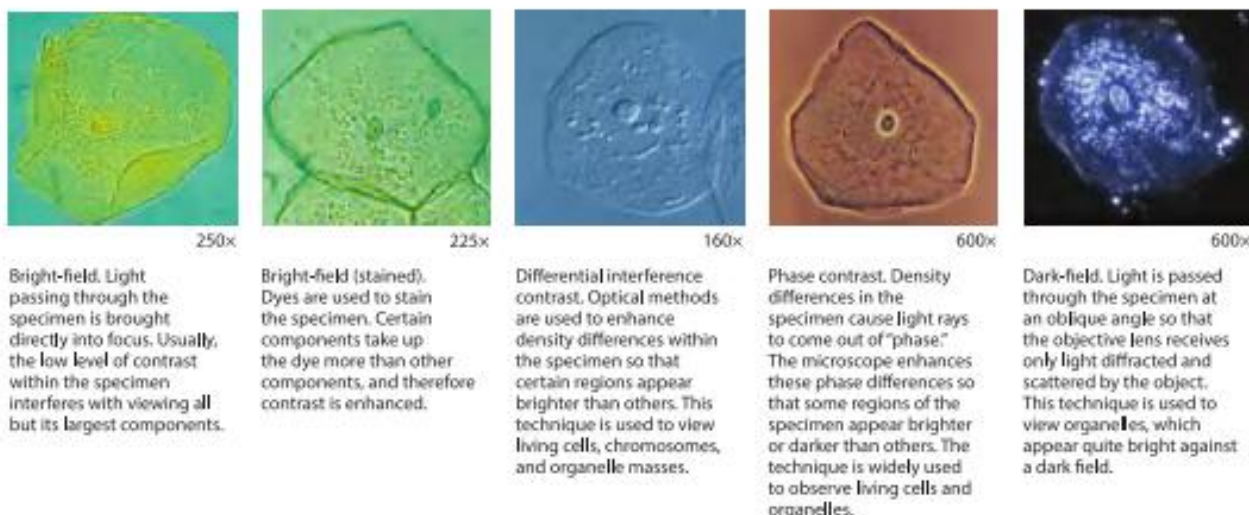 250×
225×
160×
600×
600×
Bright-field. Light
passing through the
specimen is brought
directly into focus. Usually,
the low level of contrast
within the specimen
interferes with viewing all
but its largest components.
Bright-field (stained).
Dyes are used to stain
the specimen. Certain
components take up
the dye more than other
components, and therefore
contrast is enhanced.
Differential interference
contrast. Optical methods
are used to enhance
density differences within
the specimen so that
certain regions appear
brighter than others. This
technique is used to view
living cells, chromosomes,
and organelle masses.
Phase contrast. Density
differences in the
specimen cause light rays
to come out of “phase.”
The microscope enhances
these phase differences so
that some regions of the
specimen appear brighter
or darker than others. The
technique is widely used
to observe living cells and
organelles.
Dark-field. Light is passed
through the specimen at
an oblique angle so that
the objective lens receives
only light diffracted and
scattered by the object.
This technique is used to
view organelles, which
appear quite bright against
a dark field.